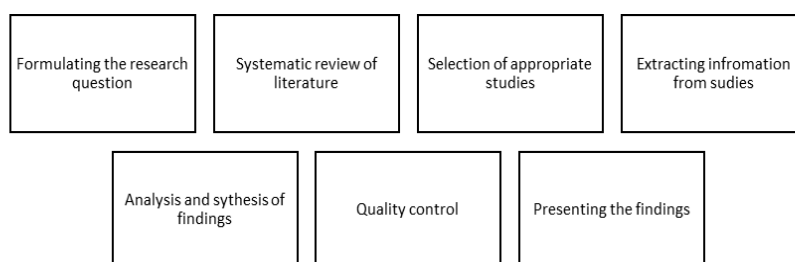 Formulating the research
question
Systematic review of
literature
Selection of appropriate
studies
Extracting infromation
from sudies
Analysis and sythesis of
findings
Quality control
Presenting the findings